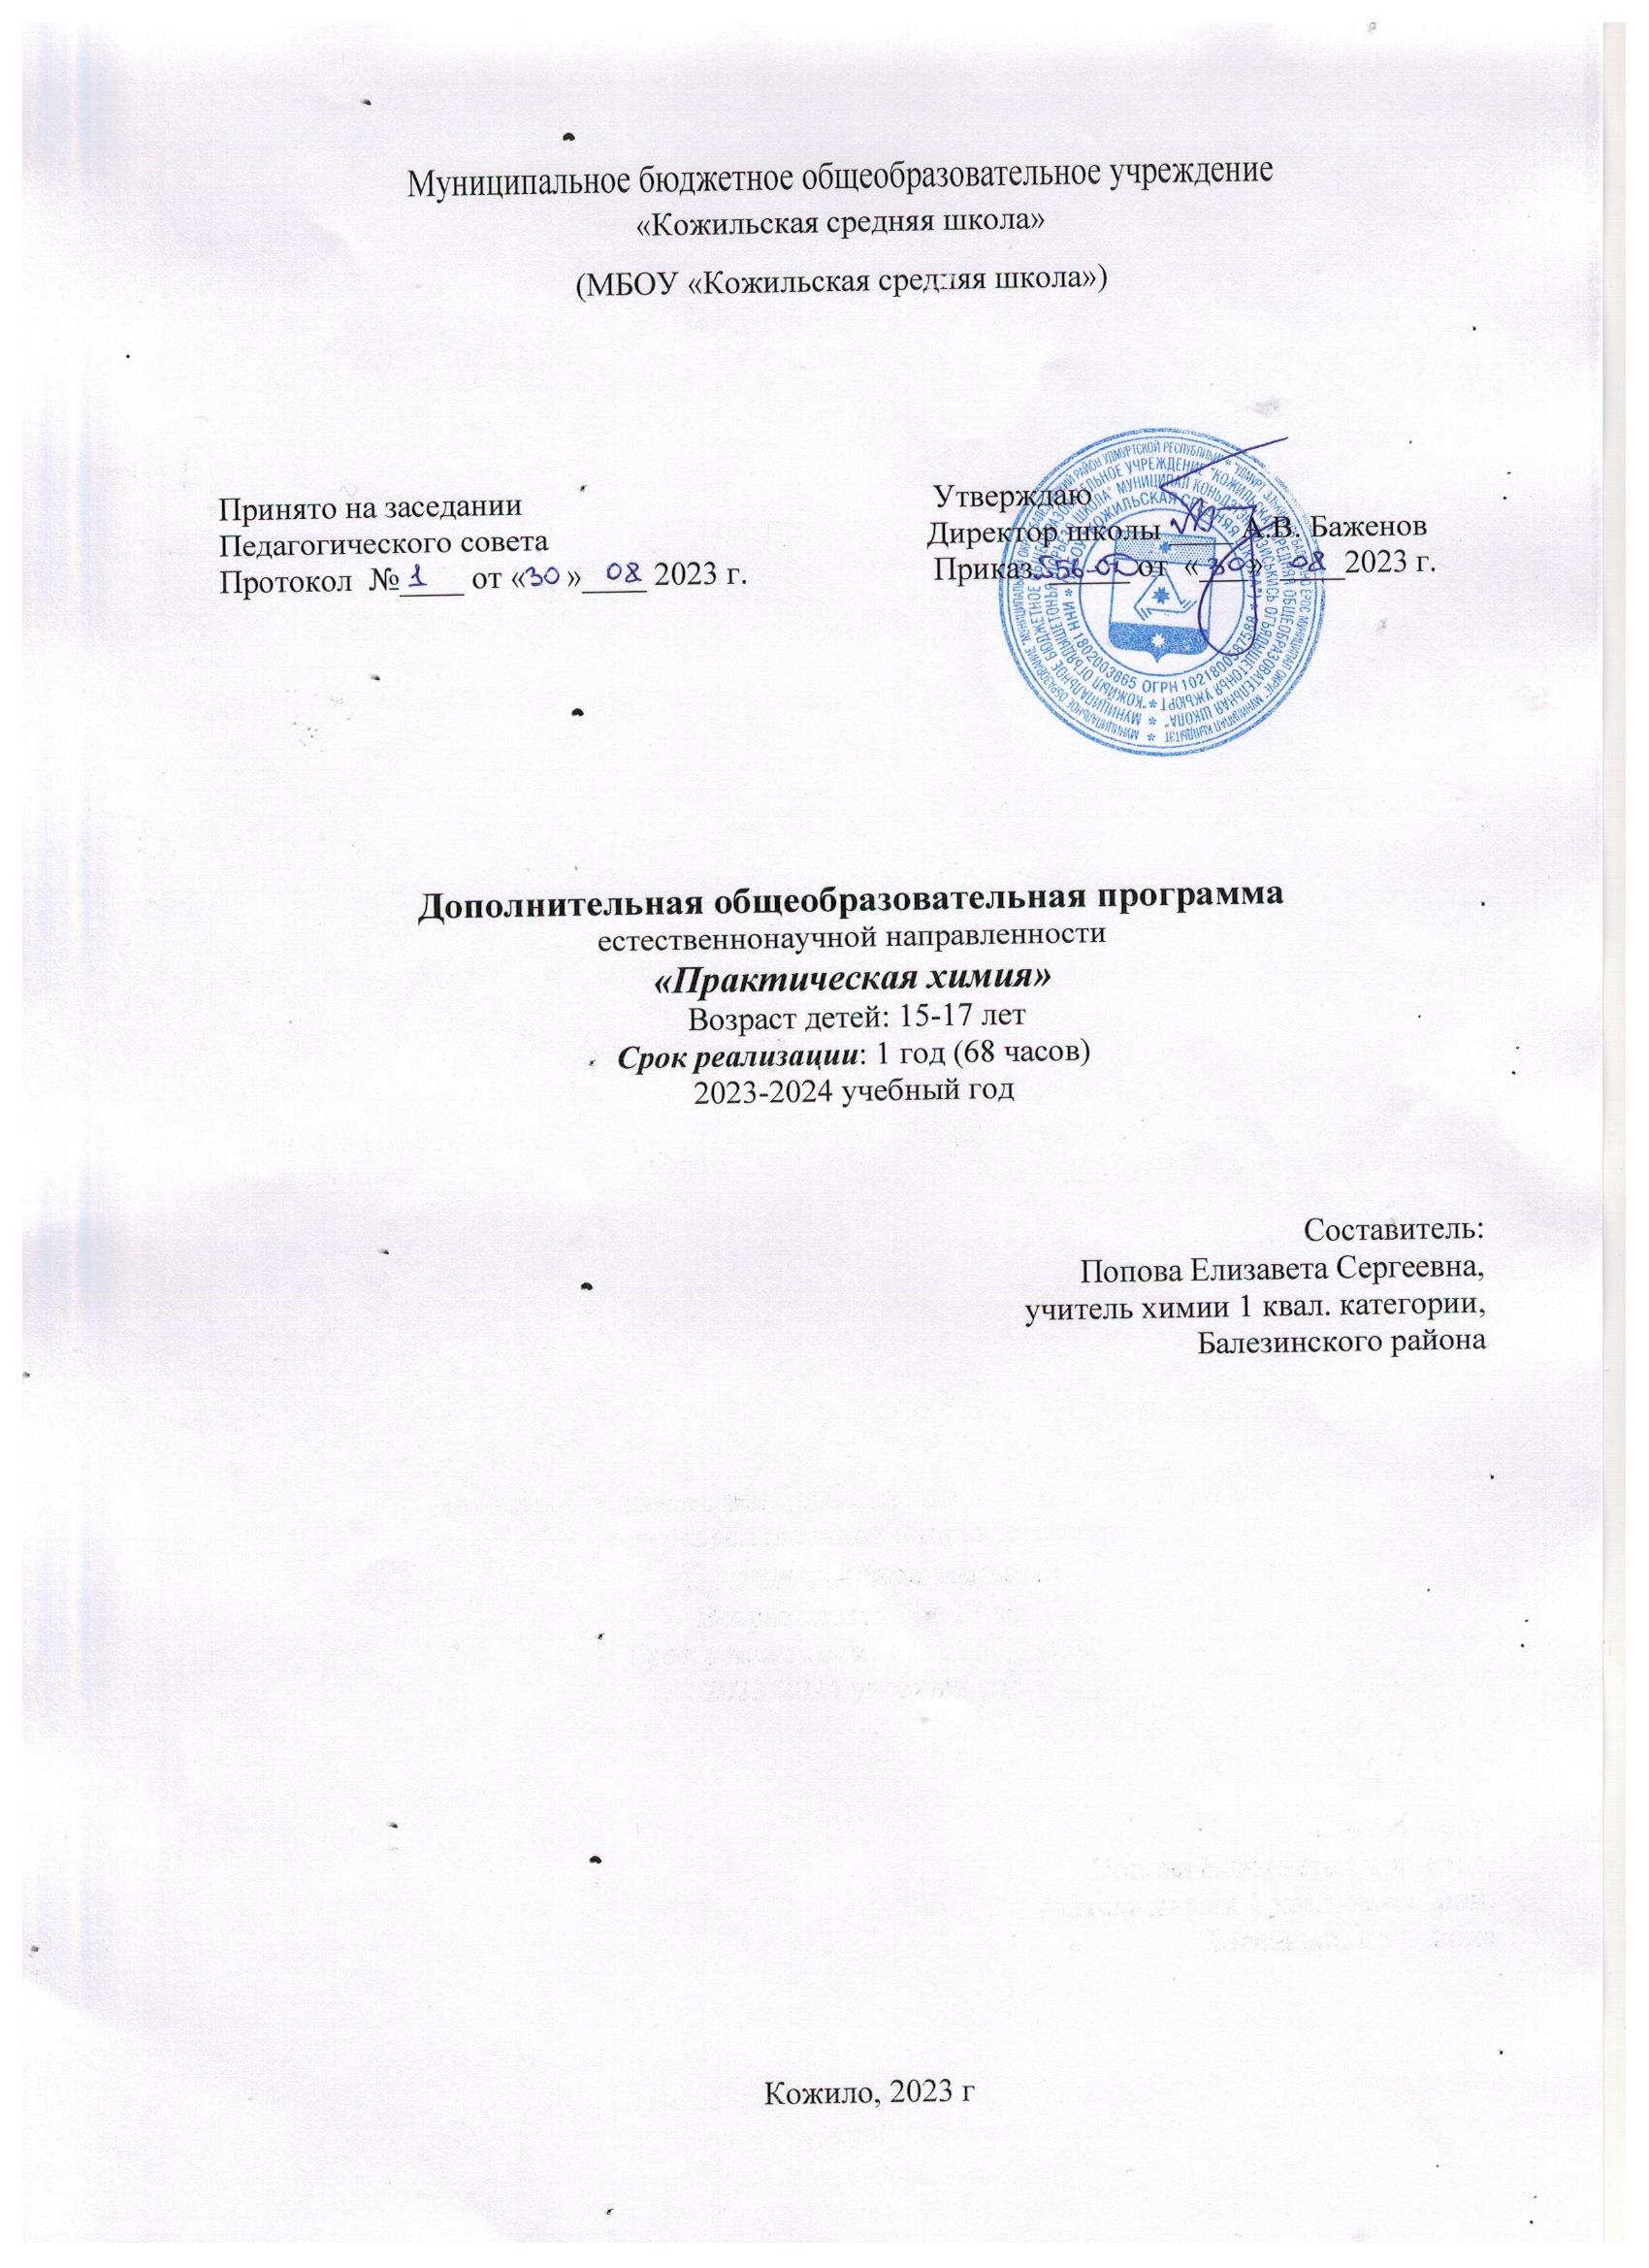 Муниципальное бюджетное общеобразовательное учреждение
«Кожильская средняя школа»
(МБОУ «Кожильская средняя школа»)
Принято на заседании
Педагогического совета
Протокол №1 от «30» 08 2023 г.
Утверждаю
Директор школы А.В. Баженов
Приказ от «30» 08 2023 г.
ИНН 1802003865 ОГРН
Дополнительная общеобразовательная программа
естественнонаучной направленности
«Практическая химия»
Возраст детей: 15-17 лет
Срок реализации: 1 год (68 часов)
2023-2024 учебный год
Составитель:
Попова Елизавета Сергеевна,
учитель химии 1 квал. категории,
Балезинского района
Кожило, 2023 г